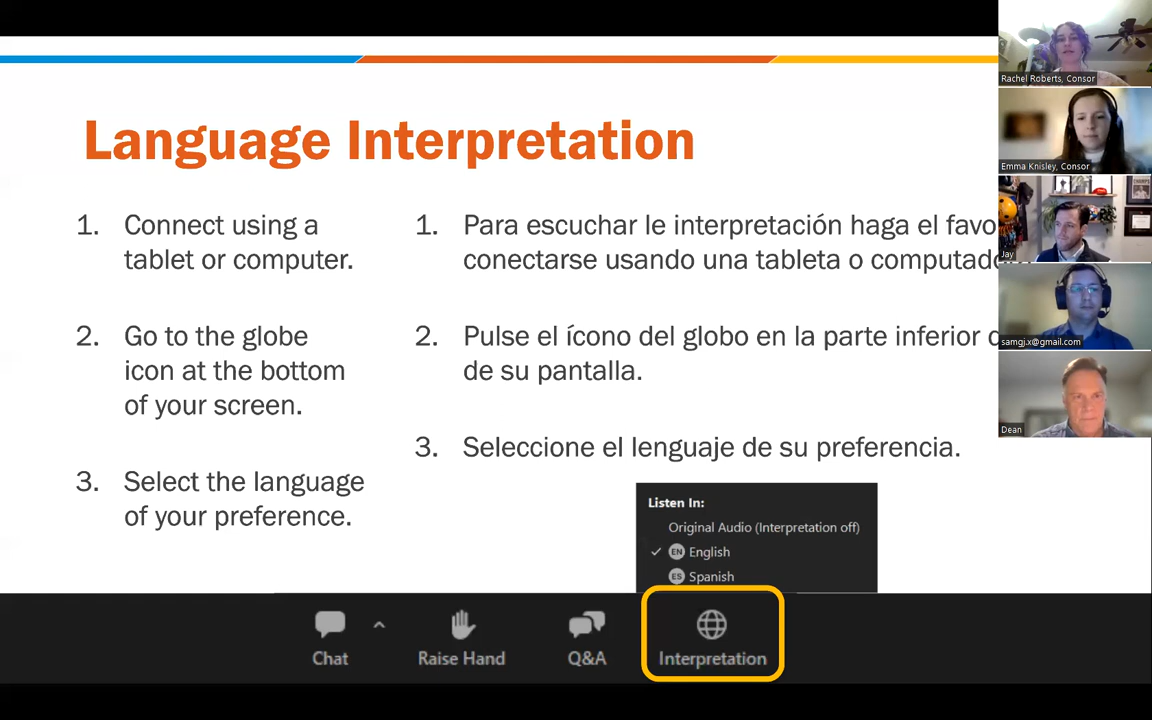 Language Interpretation
1. Connect using a
tablet or computer.
2. Go to the globe
icon at the bottom
of your screen.
3. Select the language
of your preference.
1. Para escuchar le interpretación haga el favo
conectarse usando una tableta o computad
2. Pulse el ícono del globo en la parte inferior
de su pantalla.
3. Seleccione el lenguaje de su preferencia.
Listen In:
Original Audio (Interpretation off)
EN English
ES Spanish
Chat
Raise Hand
Q&A
Interpretation
Rachel Roberts, Consor
Emma Knisley, Consor
Jay
samgj.x@gmail.com
Dean